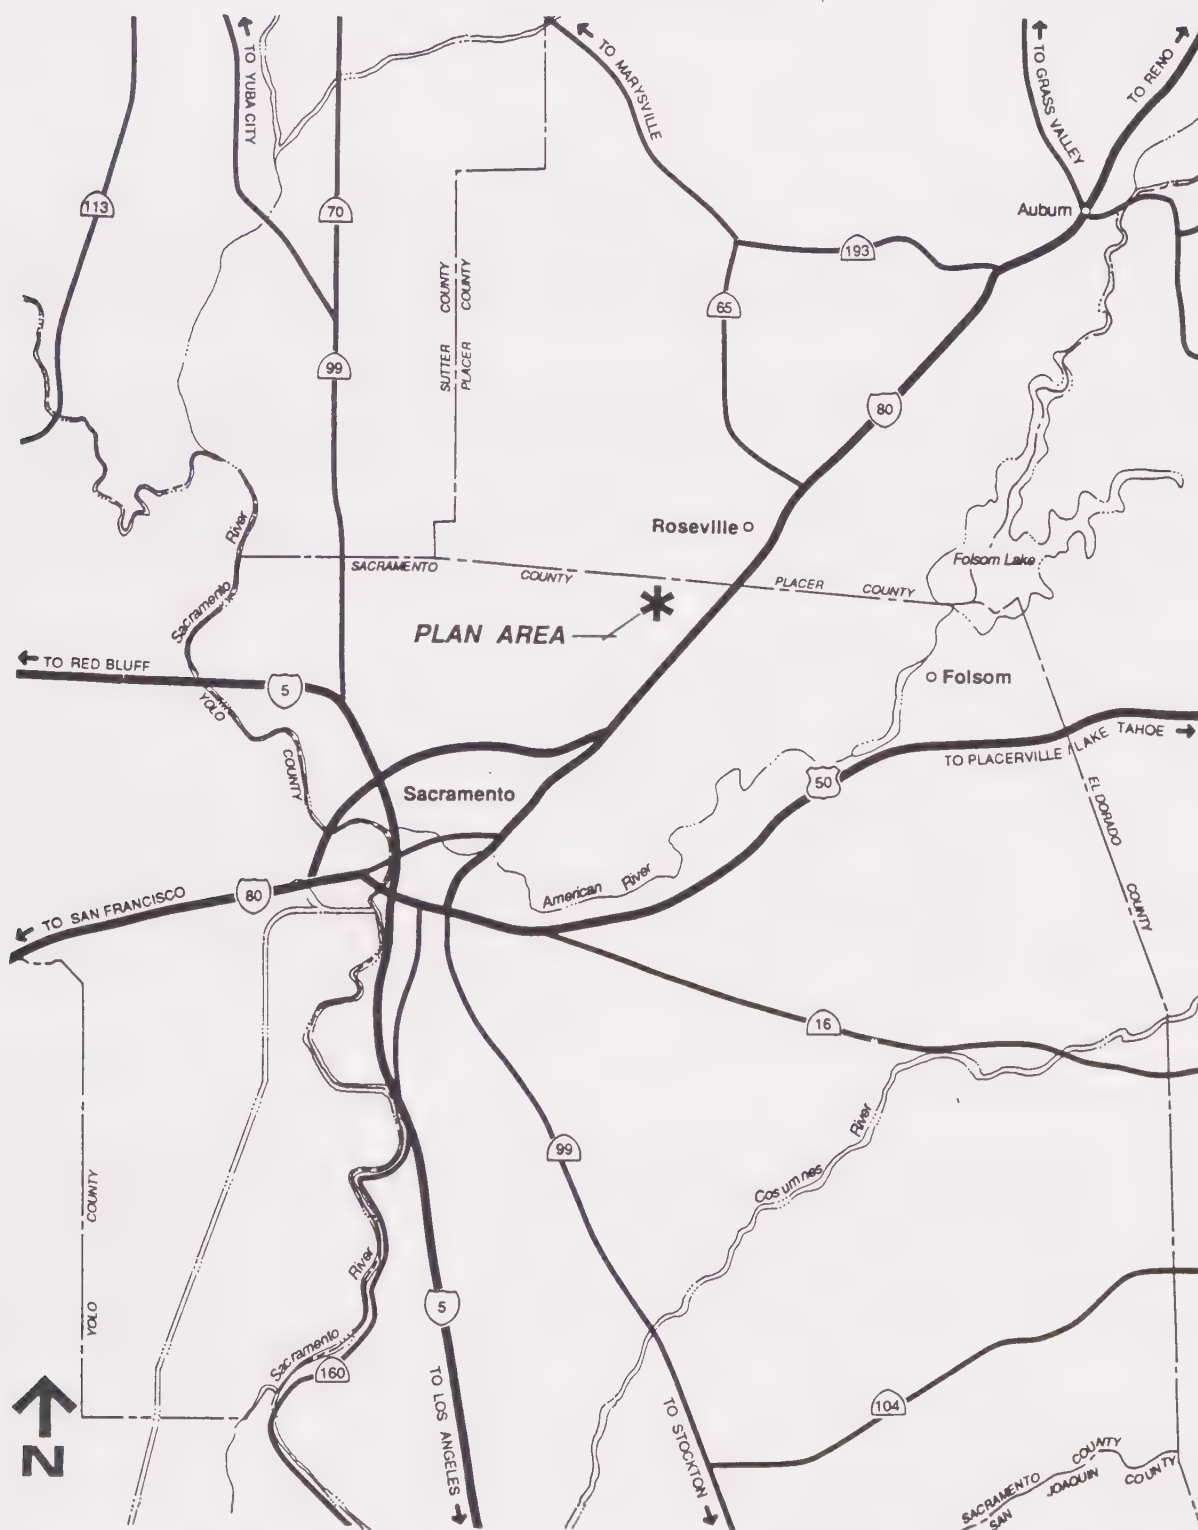 TO YUBA CITY
TO MARYSVILLE
TO GRASS VALLEY
TO RENO
113
70
Auburn
193
65
SUTTER COUNTY
PLACER COUNTY
99
80
Roseville
River
Sacramento
SACRAMENTO COUNTY
PLACER COUNTY
Folsom Lake
PLAN AREA
TO RED BLUFF
5
YOLO COUNTY
Folsom
TO PLACERVILLE / LAKE TAHOE
50
Sacramento
EL DORADO COUNTY
American River
80
TO SAN FRANCISCO
16
99
River
Cosumnes
YOLO COUNTY
River
Sacramento
160
5
104
TO LOS ANGELES
TO STOCKTON
N
SACRAMENTO COUNTY
SAN JOAQUIN COUNTY